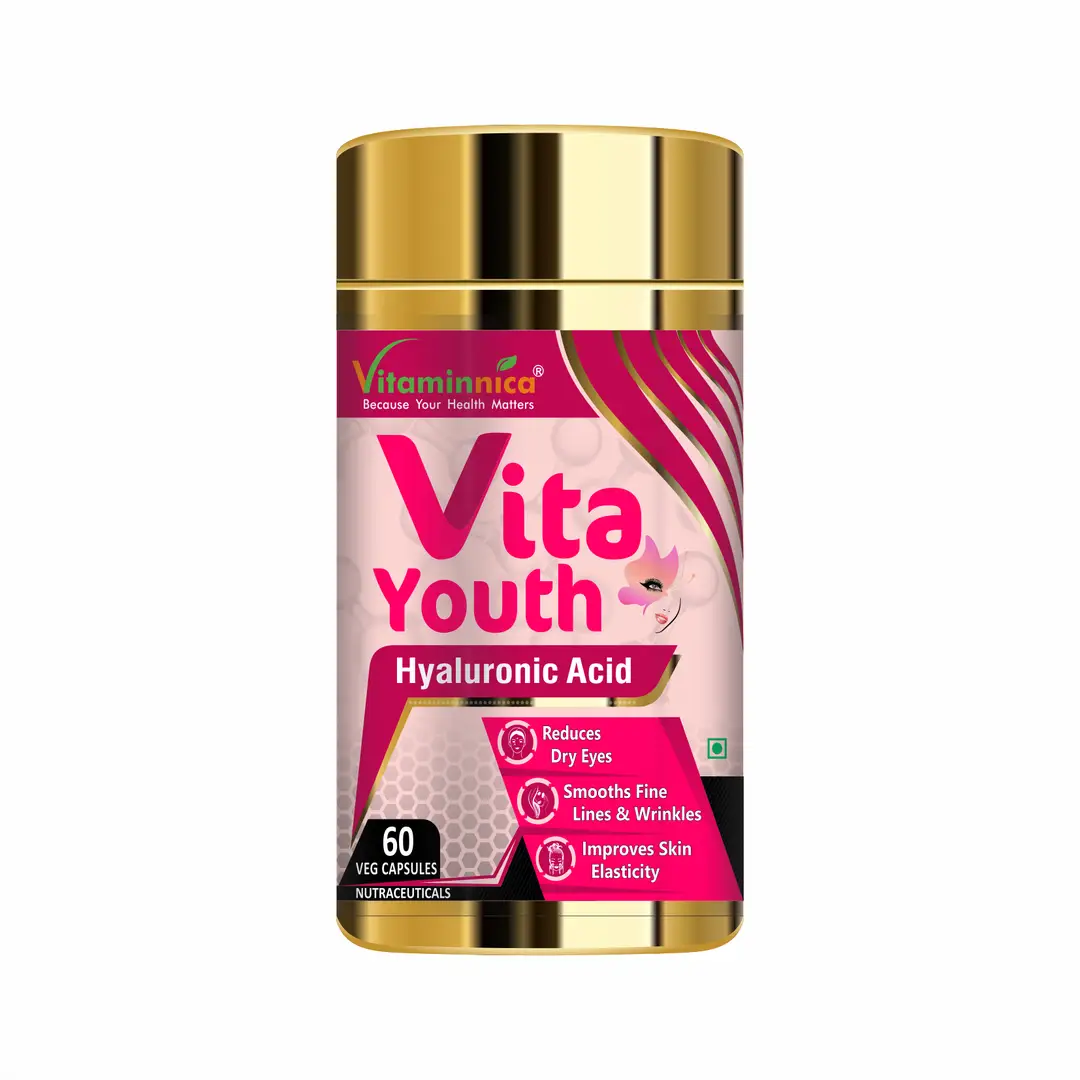 Vitaminnica®
Because Your Health Matters
Vita
Youth
Hyaluronic Acid
Reduces
Dry Eyes
Smooths Fine
Lines & Wrinkles
Improves Skin
Elasticity
60
VEG CAPSULES
NUTRACEUTICALS